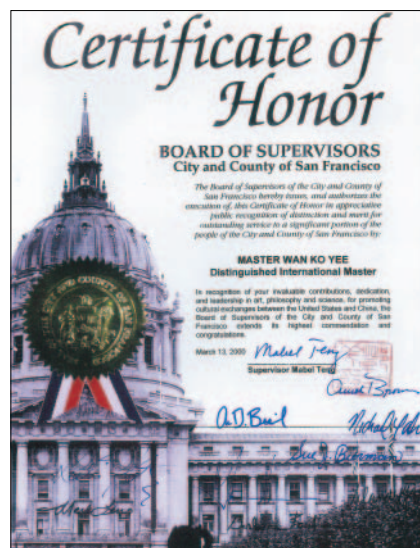 Certificate of
Honor
BOARD OF SUPERVISORS
City and County of San Francisco
The Board of Supervisors of the City and County of
San Francisco hereby issues, and authorizes the
execution of, this Certificate of Honor in appreciative
public recognition of distinction and merit for
outstanding service to a significant portion of the
people of the City and County of San Francisco by:
MASTER WAN KO YEE
Distinguished International Master
In recognition of your invaluable contributions, dedication,
and leadership in art, philosophy and science, for promoting
cultural exchanges between the United States and China, the
Board of Supervisors of the City and County of San
Francisco extends its highest commendation and
congratulations.
March 13, 2000 Mabel Teng
Supervisor Mabel Teng
AND COUNTY OF SAN